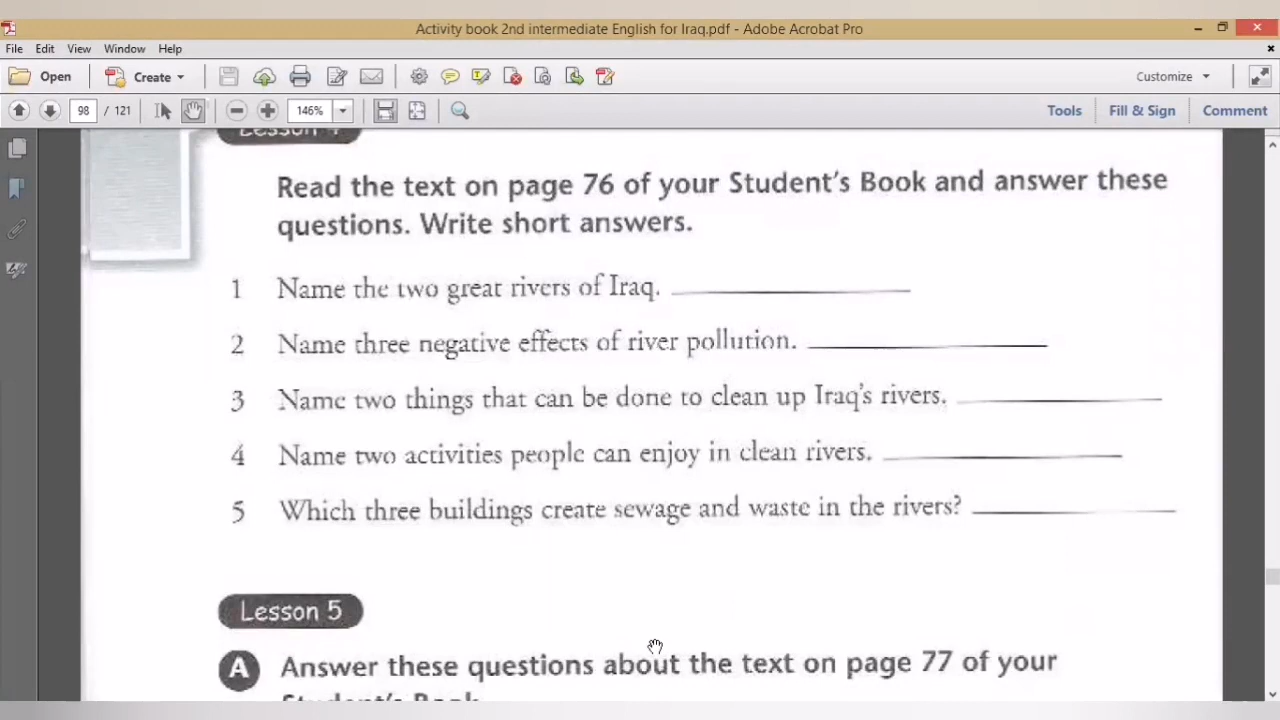 Activity book 2nd intermediate English for Iraq.pdf - Adobe Acrobat Pro
File Edit View Window Help
Open Create Customize
98 / 121 146% Tools Fill & Sign Comment
Lesson 4
Read the text on page 76 of your Student's Book and answer these
questions. Write short answers.
1 Name the two great rivers of Iraq.
2 Name three negative effects of river pollution.
3 Name two things that can be done to clean up Iraq's rivers.
4 Name two activities people can enjoy in clean rivers.
5 Which three buildings create sewage and waste in the rivers?
Lesson 5
A Answer these questions about the text on page 77 of your
Student's Book